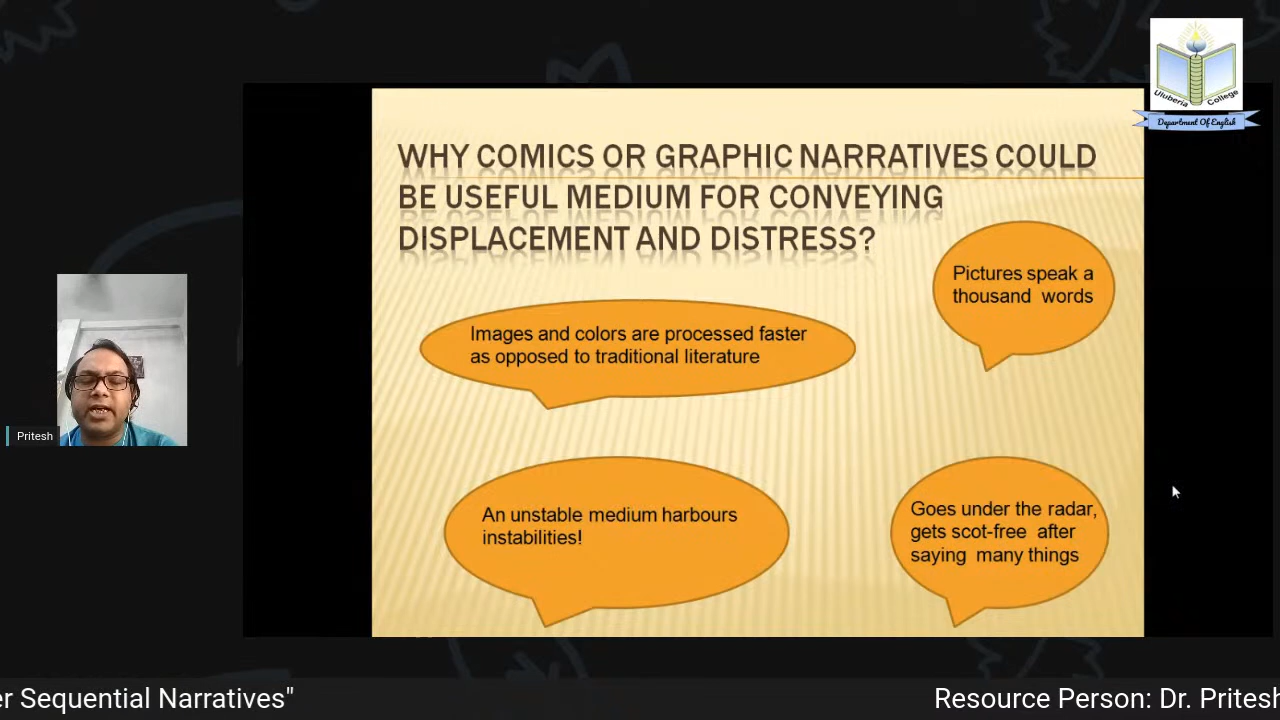 Uluberia College
Department Of English
WHY COMICS OR GRAPHIC NARRATIVES COULD
BE USEFUL MEDIUM FOR CONVEYING
DISPLACEMENT AND DISTRESS?
Pictures speak a
thousand words
Images and colors are processed faster
as opposed to traditional literature
An unstable medium harbours
instabilities!
Goes under the radar,
gets scot-free after
saying many things
Pritesh
er Sequential Narratives"
Resource Person: Dr. Pritesh